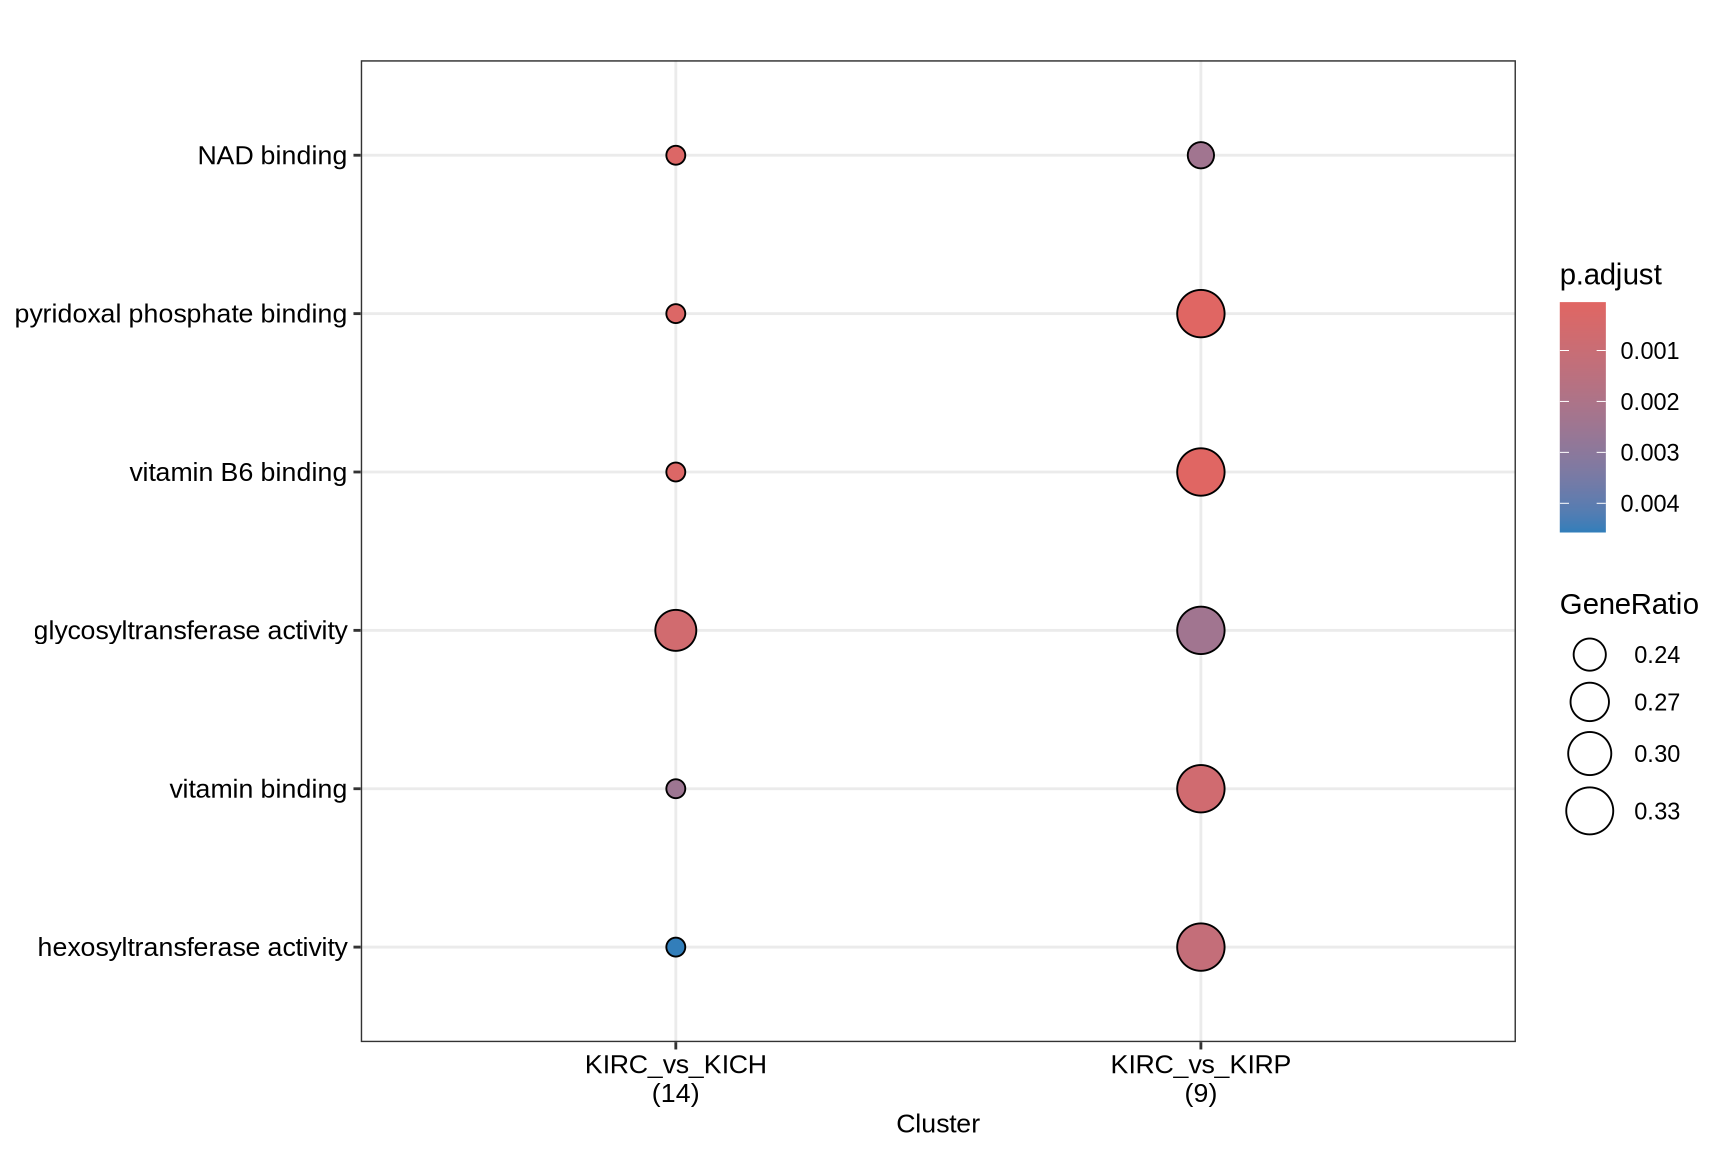 NAD binding
pyridoxal phosphate binding
vitamin B6 binding
glycosyltransferase activity
vitamin binding
hexosyltransferase activity
KIRC_vs_KICH
(14)
KIRC_vs_KIRP
(9)
Cluster
p.adjust
0.001
0.002
0.003
0.004
GeneRatio
0.24
0.27
0.30
0.33